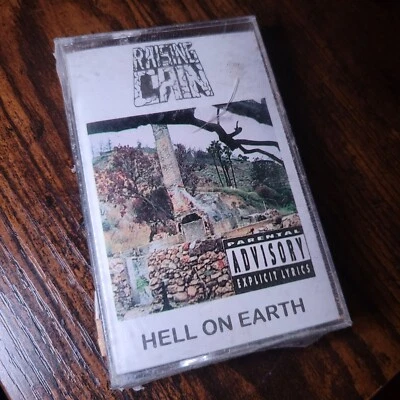 RAISING
CAIN
PARENTAL
ADVISORY
EXPLICIT LYRICS
HELL ON EARTH